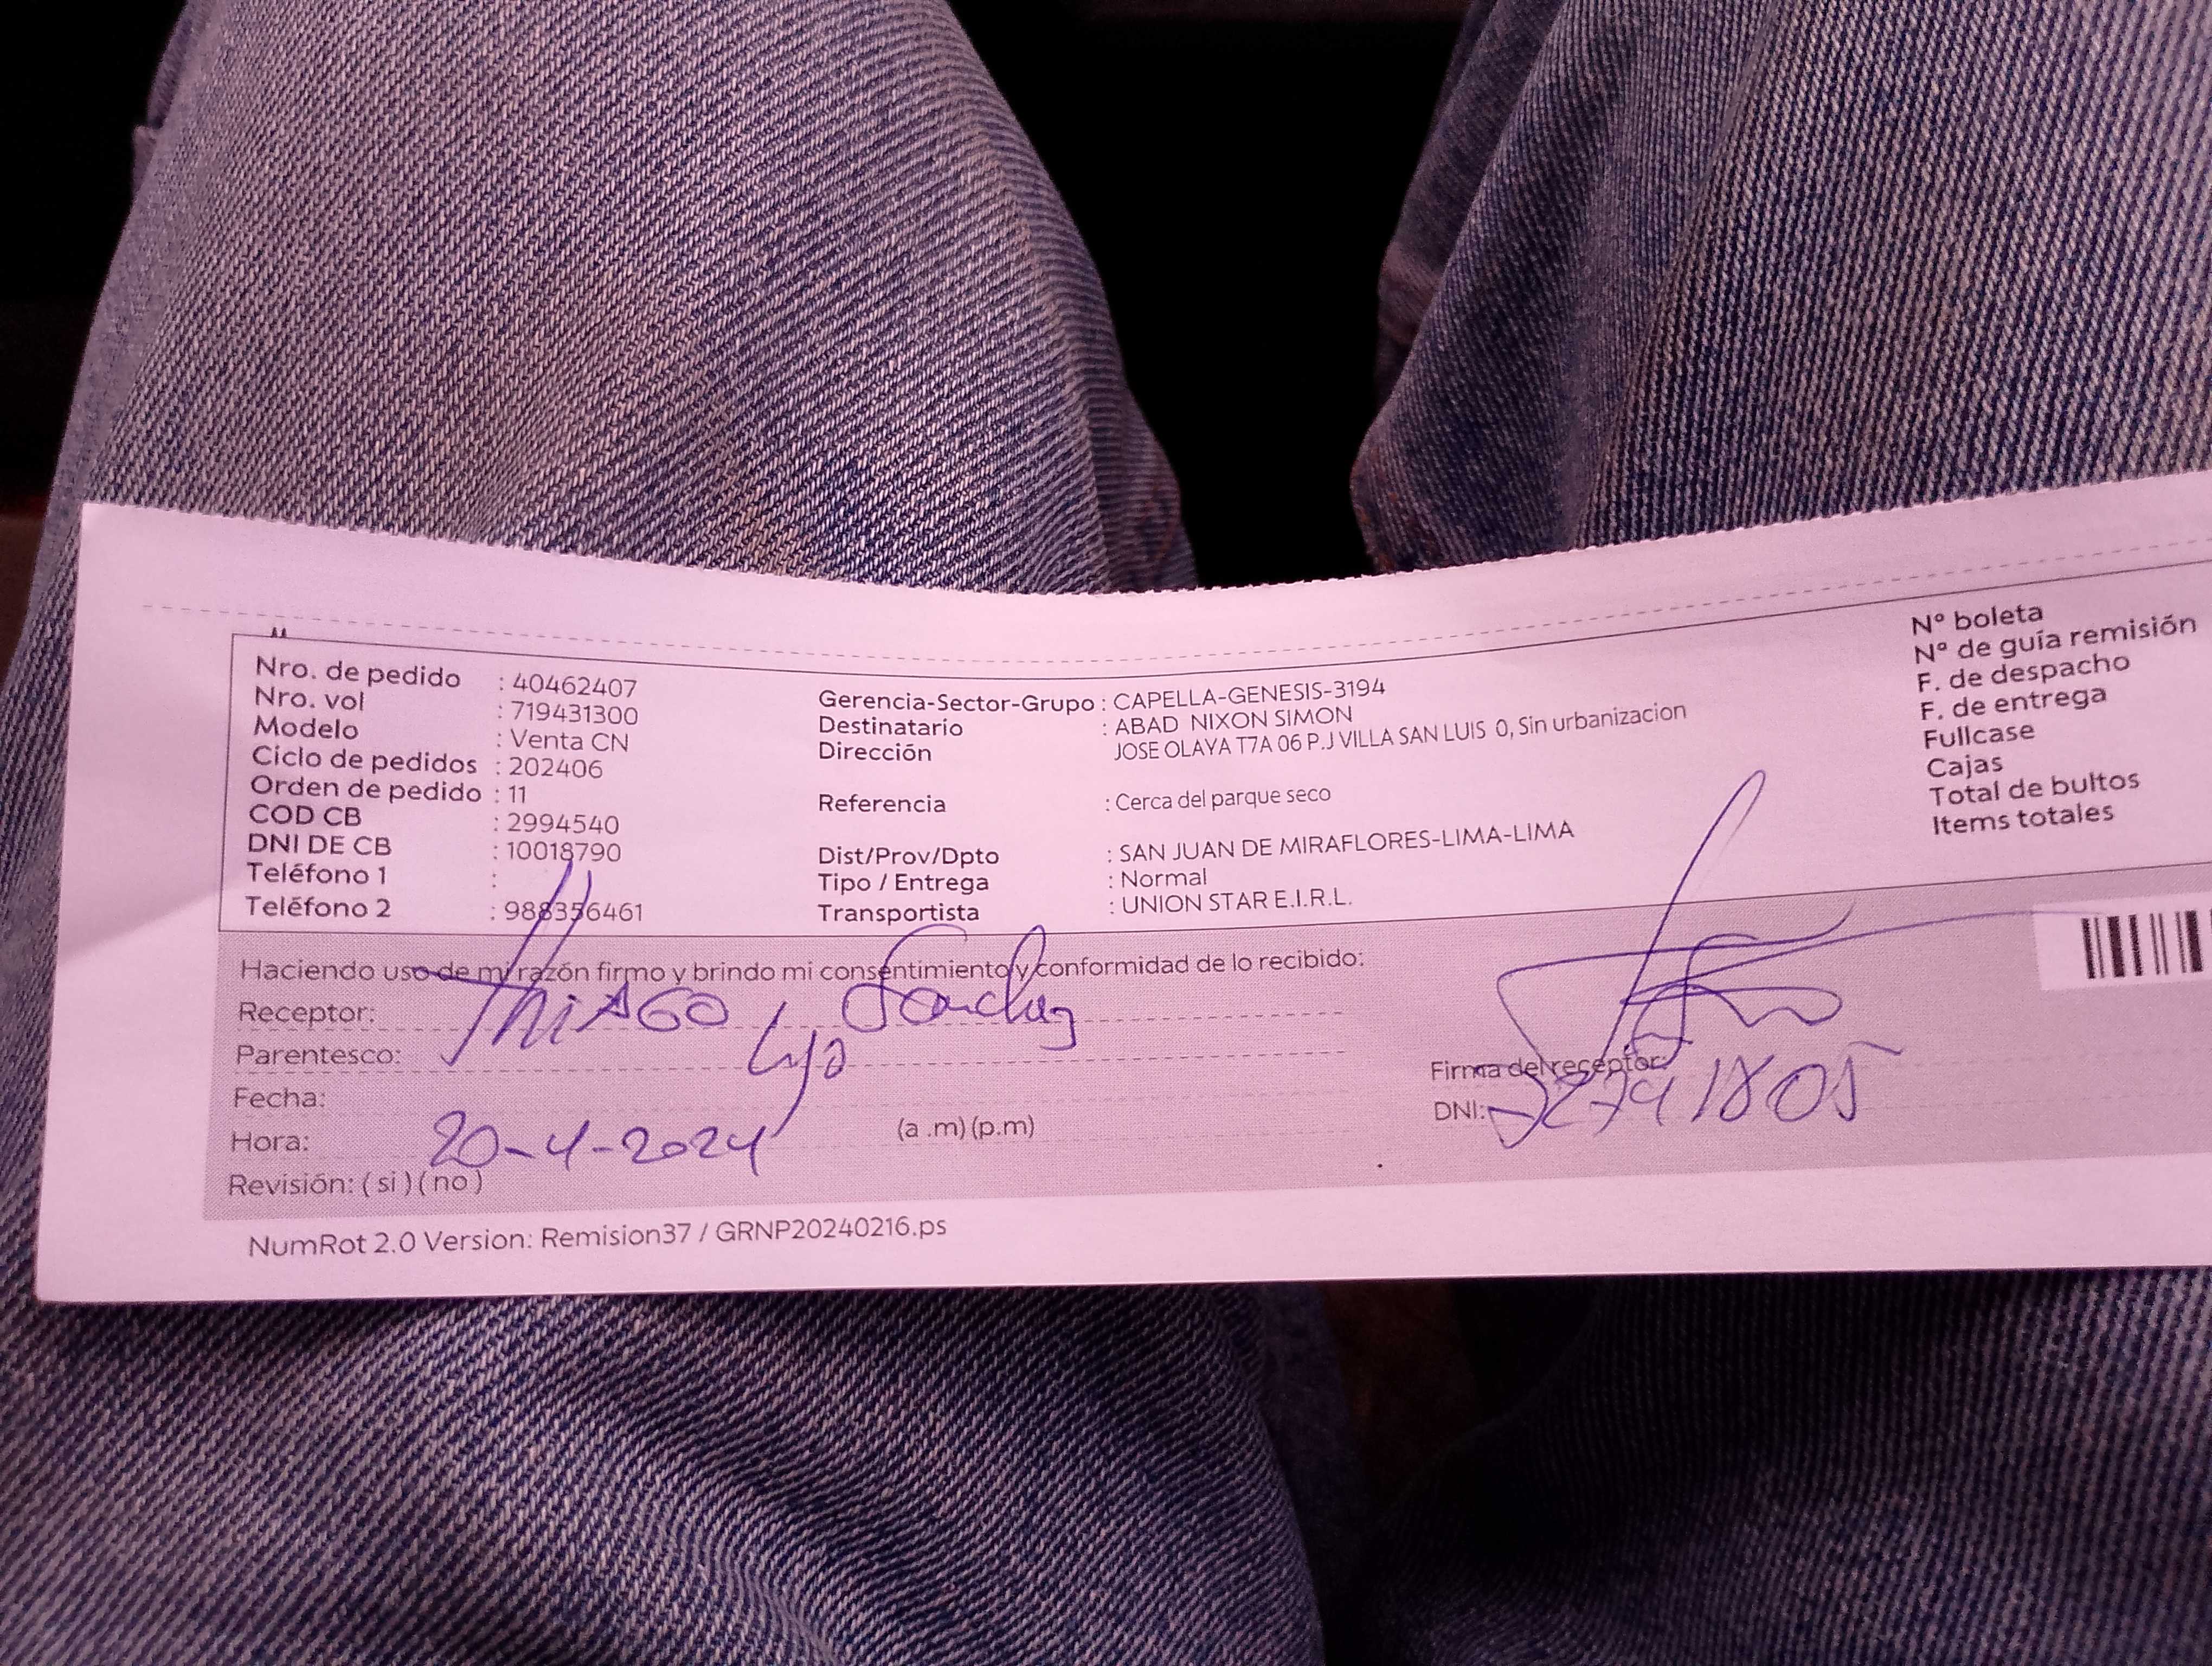 Nro. de pedido : 40462407
Nro. vol : 719431300
Modelo : Venta CN
Ciclo de pedidos : 202406
Orden de pedido : 11
COD CB : 2994540
DNI DE CB : 10018790
Teléfono 1 :
Teléfono 2 : 988356461
Gerencia-Sector-Grupo : CAPELLA-GENESIS-3194
Destinatario : ABAD NIXON SIMON
Dirección JOSE OLAYA T7A 06 P.J VILLA SAN LUIS 0, Sin urbanizacion
Referencia : Cerca del parque seco
Dist/Prov/Dpto : SAN JUAN DE MIRAFLORES-LIMA-LIMA
Tipo / Entrega : Normal
Transportista : UNION STAR E.I.R.L.
Nº boleta
Nº de guía remisión
F. de despacho
F. de entrega
Fullcase
Cajas
Total de bultos
Items totales
Haciendo uso de mi razón firmo y brindo mi consentimiento y conformidad de lo recibido:
Receptor: THIAGO Sanchez
Parentesco:
Fecha:
Hora: 20-4-2024 (a .m) (p.m)
Revisión: ( si ) ( no )
Firma del receptor:
DNI:
NumRot 2.0 Version: Remision37 / GRNP20240216.ps